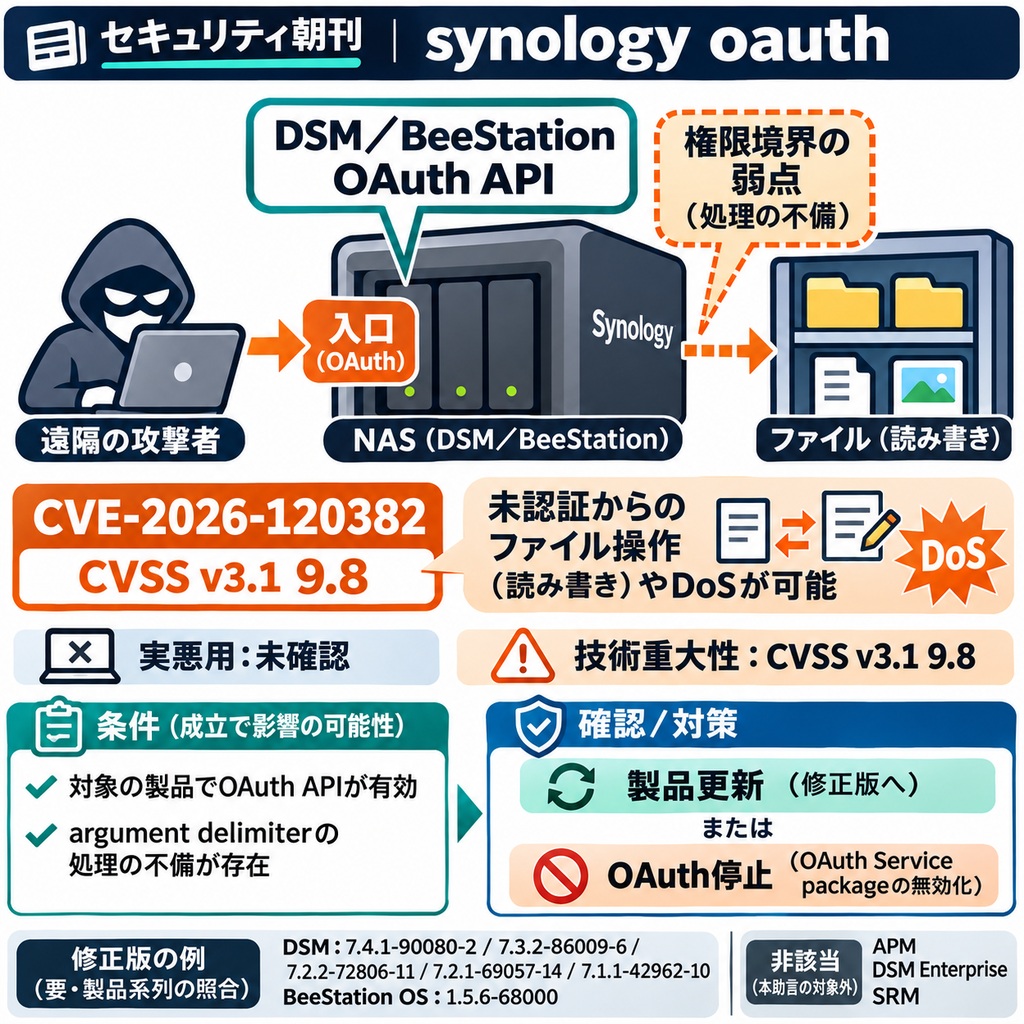 セキュリティ朝刊
synology oauth
DSM/BeeStation
OAuth API
権限境界の
弱点
(処理の不備)
入口
(OAuth)
Synology
遠隔の攻撃者
NAS(DSM/BeeStation)
ファイル(読み書き)
CVE-2026-120382
CVSS v3.1 9.8
未認証からの
ファイル操作
(読み書き)やDoSが可能
DoS
実悪用:未確認
技術重大性:CVSS v3.1 9.8
条件(成立で影響の可能性)
対象の製品でOAuth APIが有効
argument delimiterの
処理の不備が存在
確認/対策
製品更新(修正版へ)
または
OAuth停止(OAuth Service
packageの無効化)
修正版の例
(要・製品系列の照合)
DSM:7.4.1-90080-2 / 7.3.2-86009-6 /
7.2.2-72806-11 / 7.2.1-69057-14 / 7.1.1-42962-10
BeeStation OS:1.5.6-68000
非該当
(本助言の対象外)
APM
DSM Enterprise
SRM